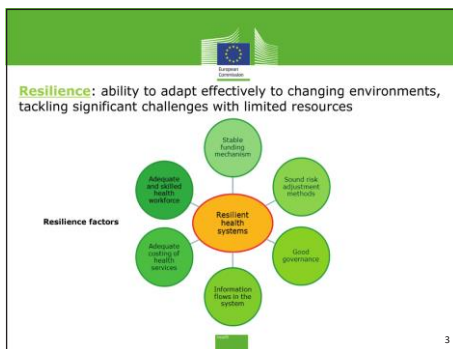 European
Commission
Resilience: ability to adapt effectively to changing environments,
tackling significant challenges with limited resources
Stable
funding
mechanism
Adequate
and skilled
health
workforce
Sound risk
adjustment
methods
Resilience factors
Resilient
health
systems
Adequate
costing of
health
services
Good
governance
Information
flows in the
system
3